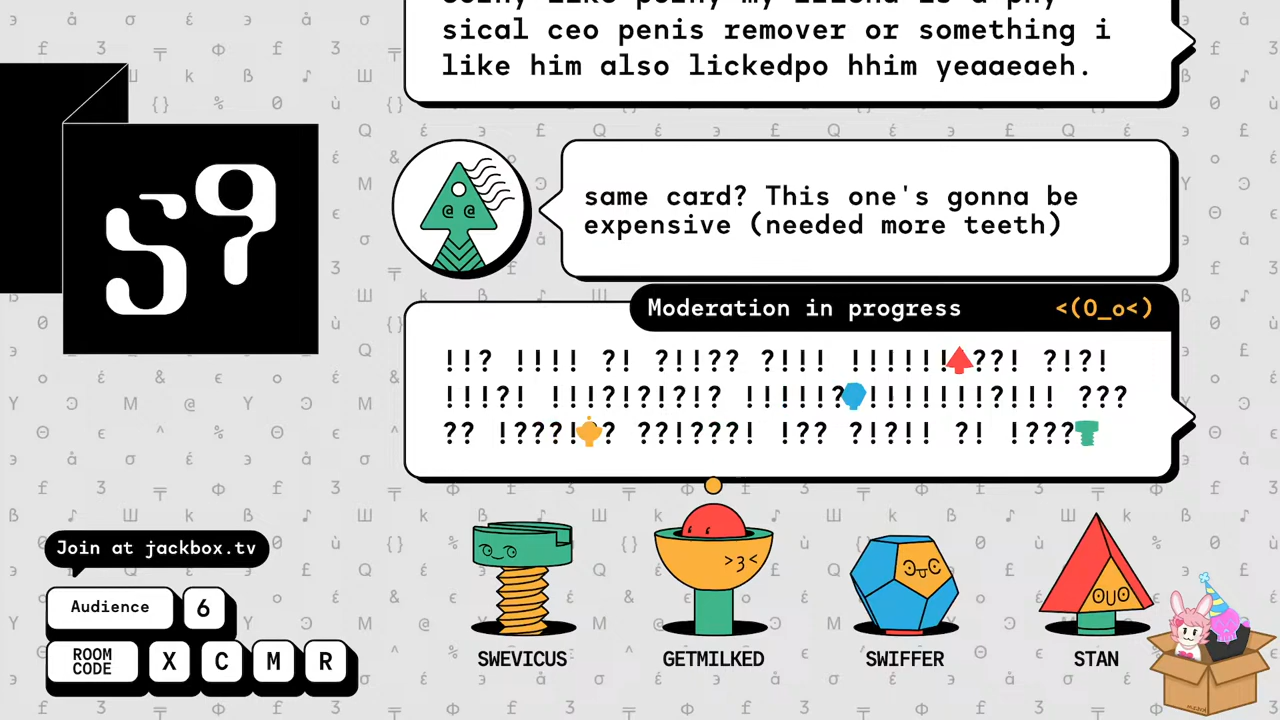 sical ceo penis remover or something i
like him also lickedpo hhim yeaaeaeh.
same card? This one's gonna be
expensive (needed more teeth)
Moderation in progress <(O_o<)
!!? !!!! ?! ?!!?? ?!!! !!!!!! ??! ?!?!
!!!?! !!!?!?!?!? !!!!!? !!!!!!!?!!! ???
?? !???! ? ??!???! !?? ?!?!! ?! !???
Join at jackbox.tv
Audience 6
ROOM CODE X C M R
SWEVICUS GETMILKED SWIFFER STAN